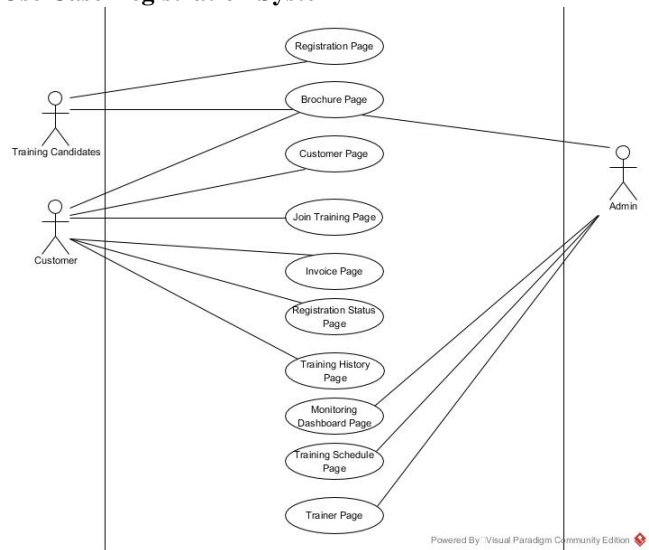 Registration Page
Brochure Page
Training Candidates
Customer Page
Admin
Join Training Page
Customer
Invoice Page
Registration Status
Page
Training History
Page
Monitoring
Dashboard Page
Training Schedule
Page
Trainer Page
Powered By Visual Paradigm Community Edition